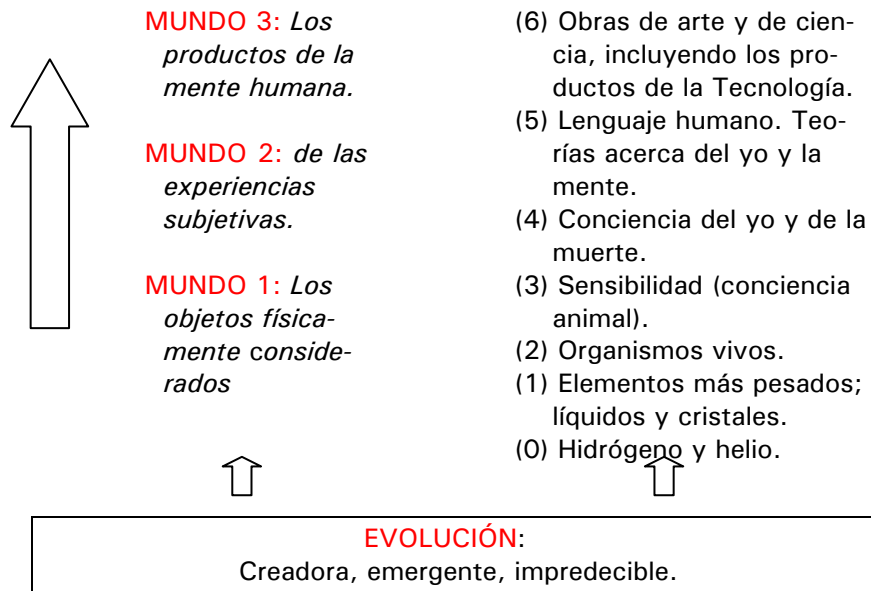 MUNDO 3: Los
productos de la
mente humana.
MUNDO 2: de las
experiencias
subjetivas.
MUNDO 1: Los
objetos física-
mente conside-
rados
(6) Obras de arte y de cien-
cia, incluyendo los pro-
ductos de la Tecnología.
(5) Lenguaje humano. Teo-
rías acerca del yo y la
mente.
(4) Conciencia del yo y de la
muerte.
(3) Sensibilidad (conciencia
animal).
(2) Organismos vivos.
(1) Elementos más pesados;
líquidos y cristales.
(0) Hidrógeno y helio.
EVOLUCIÓN:
Creadora, emergente, impredecible.